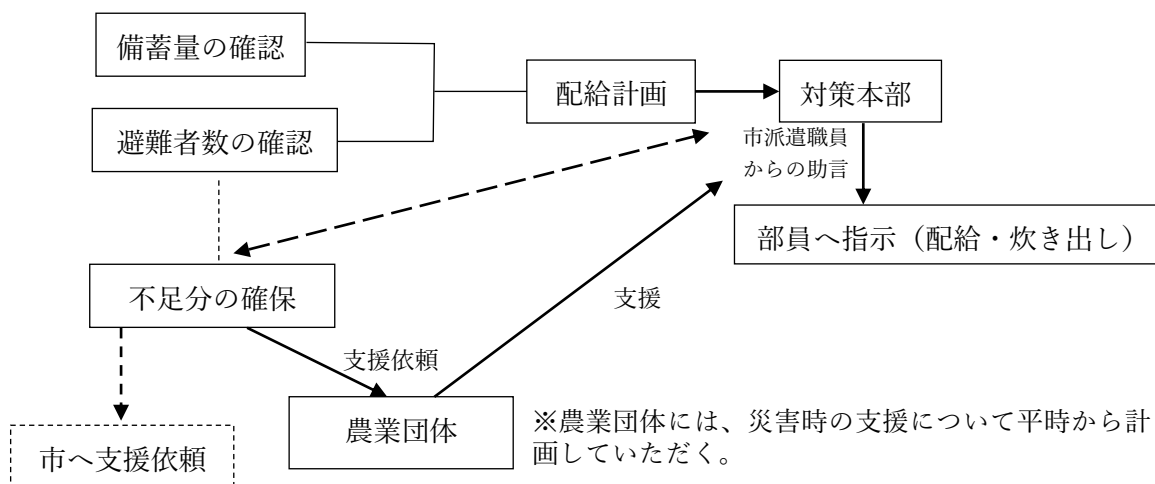 備蓄量の確認
避難者数の確認
配給計画
対策本部
市派遣職員
からの助言
部員へ指示（配給・炊き出し）
不足分の確保
支援
支援依頼
農業団体
市へ支援依頼
※農業団体には、災害時の支援について平時から計
画していただく。